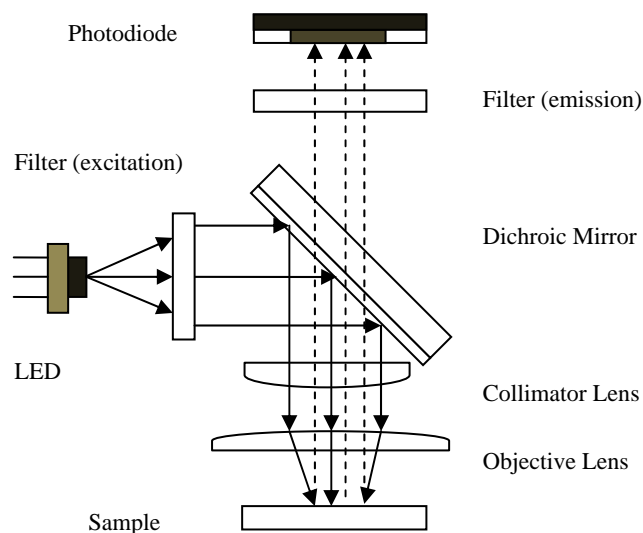 Photodiode
Filter (emission)
Filter (excitation)
Dichroic Mirror
LED
Collimator Lens
Objective Lens
Sample